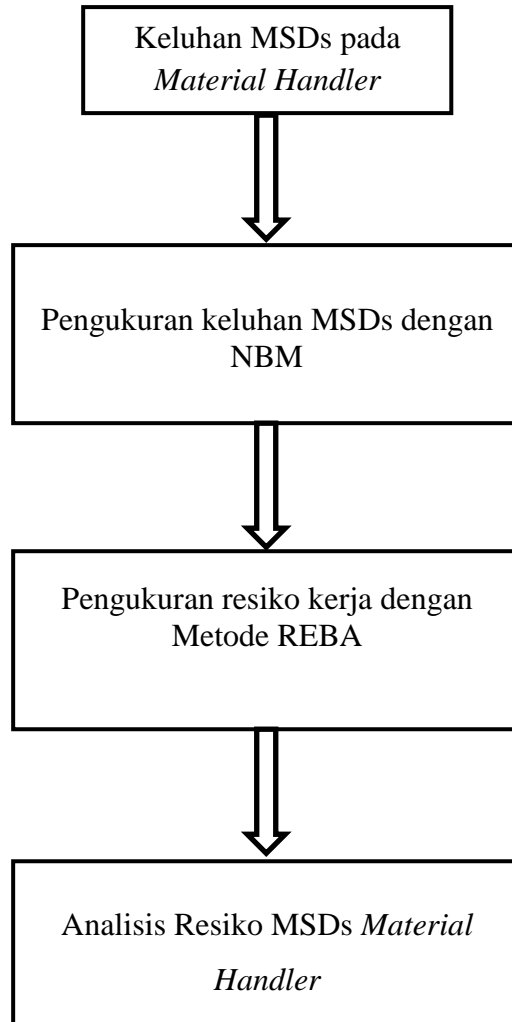 Keluhan MSDs pada
Material Handler
Pengukuran keluhan MSDs dengan
NBM
Pengukuran resiko kerja dengan
Metode REBA
Analisis Resiko MSDs Material
Handler